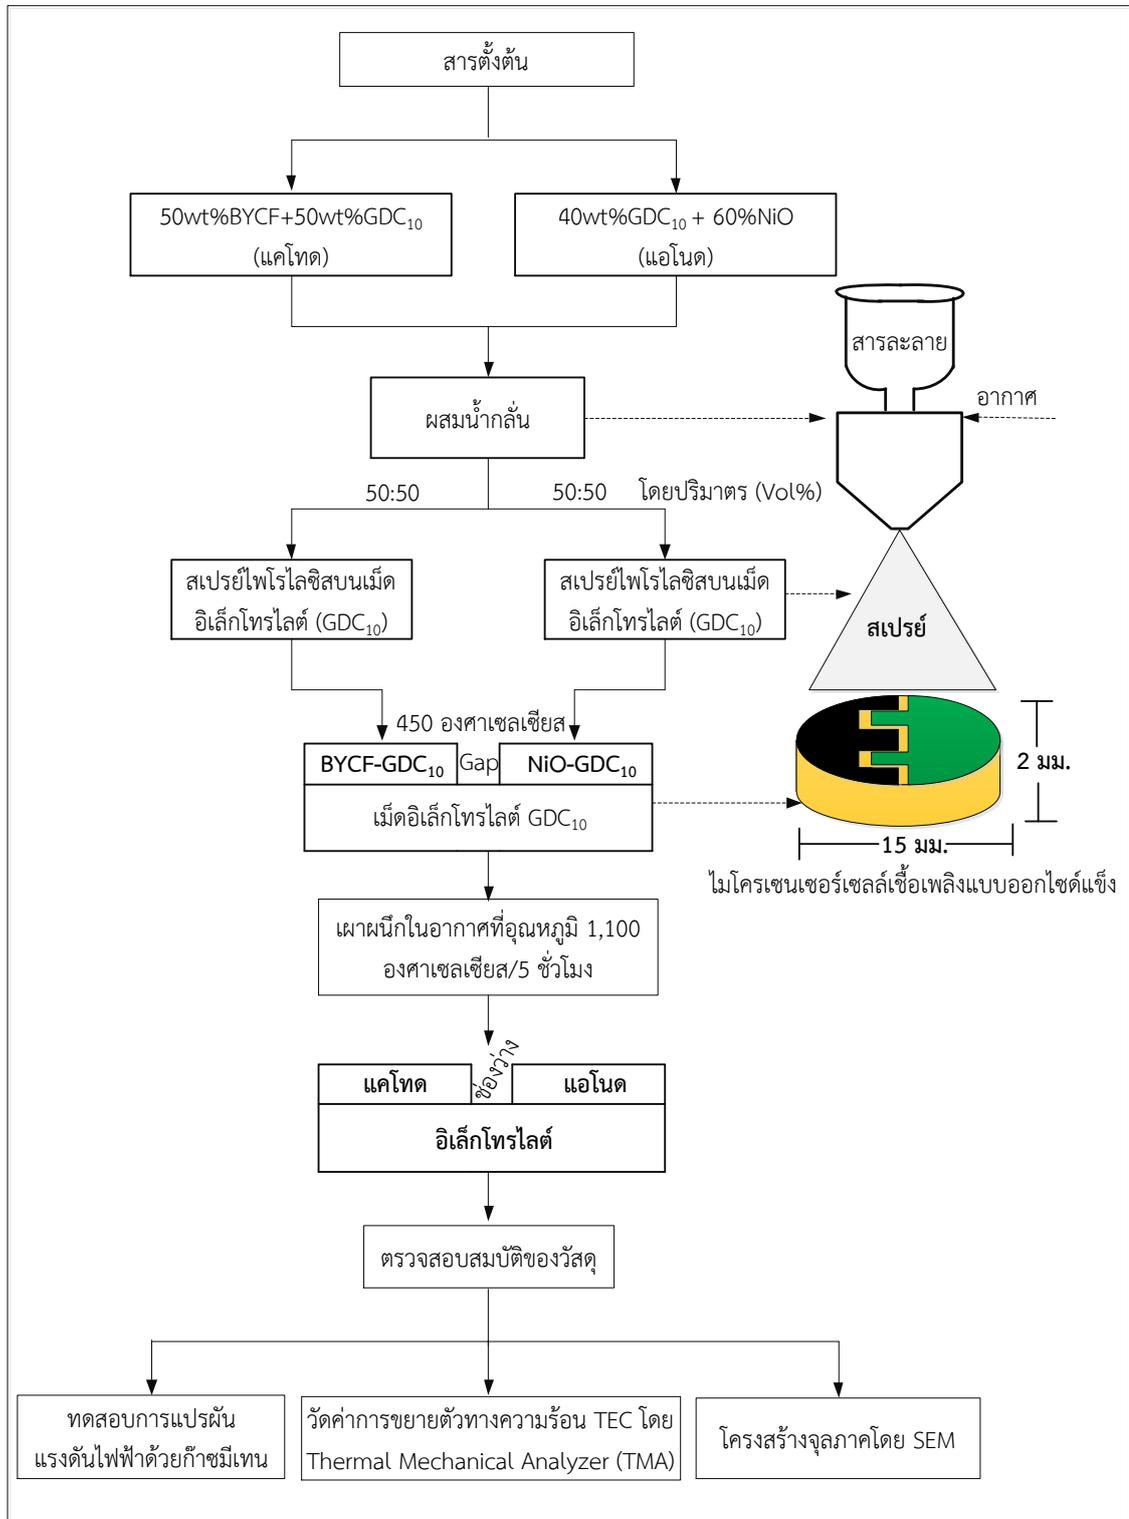 สารตั้งต้น
50wt%BYCF+50wt%GDC₁₀
(แคโทด)
40wt%GDC₁₀ + 60%NiO
(แอโนด)
สารละลาย
อากาศ
ผสมน้ำกลั่น
50:50
50:50
โดยปริมาตร (Vol%)
สเปรย์ไพโรไลซิสบนเม็ด
อิเล็กโทรไลต์ (GDC₁₀)
สเปรย์ไพโรไลซิสบนเม็ด
อิเล็กโทรไลต์ (GDC₁₀)
สเปรย์
450 องศาเซลเซียส
BYCF-GDC₁₀
Gap
NiO-GDC₁₀
เม็ดอิเล็กโทรไลต์ GDC₁₀
2 มม.
15 มม.
ไมโครเซนเซอร์เซลล์เชื้อเพลิงแบบออกไซด์แข็ง
เผาผนึกในอากาศที่อุณหภูมิ 1,100
องศาเซลเซียส/5 ชั่วโมง
แคโทด
ช่องว่าง
แอโนด
อิเล็กโทรไลต์
ตรวจสอบสมบัติของวัสดุ
ทดสอบการแปรผัน
แรงดันไฟฟ้าด้วยก๊าซมีเทน
วัดค่าการขยายตัวทางความร้อน TEC โดย
Thermal Mechanical Analyzer (TMA)
โครงสร้างจุลภาคโดย SEM